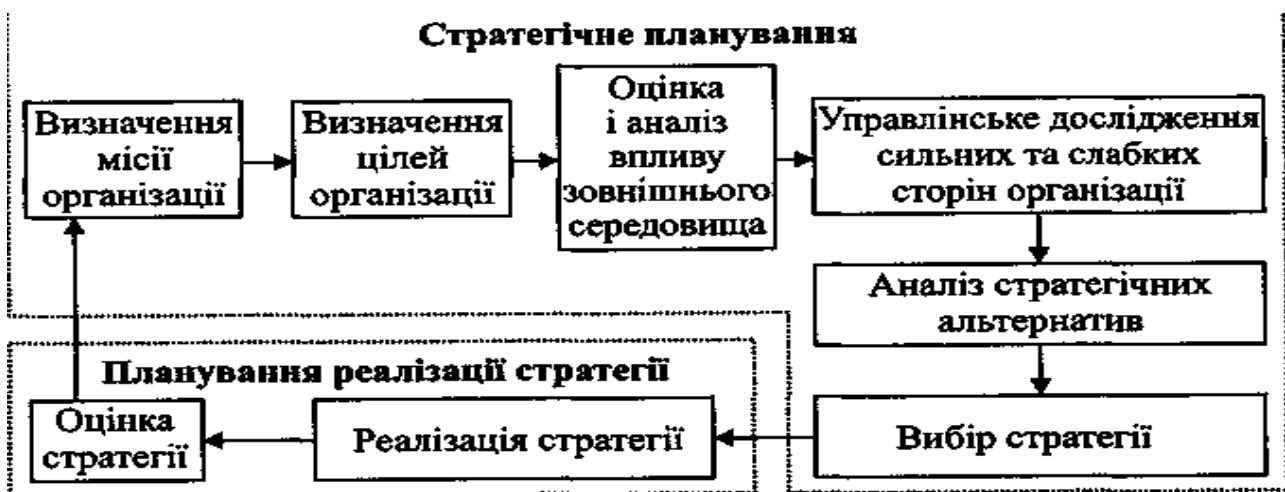 Стратегічне планування
Визначення
місії
організації
Визначення
цілей
організації
Оцінка
і аналіз
впливу
зовнішнього
середовища
Управлінське дослідження
сильних та слабких
сторін організації
Аналіз стратегічних
альтернатив
Вибір стратегії
Планування реалізації стратегії
Реалізація стратегії
Оцінка
стратегії